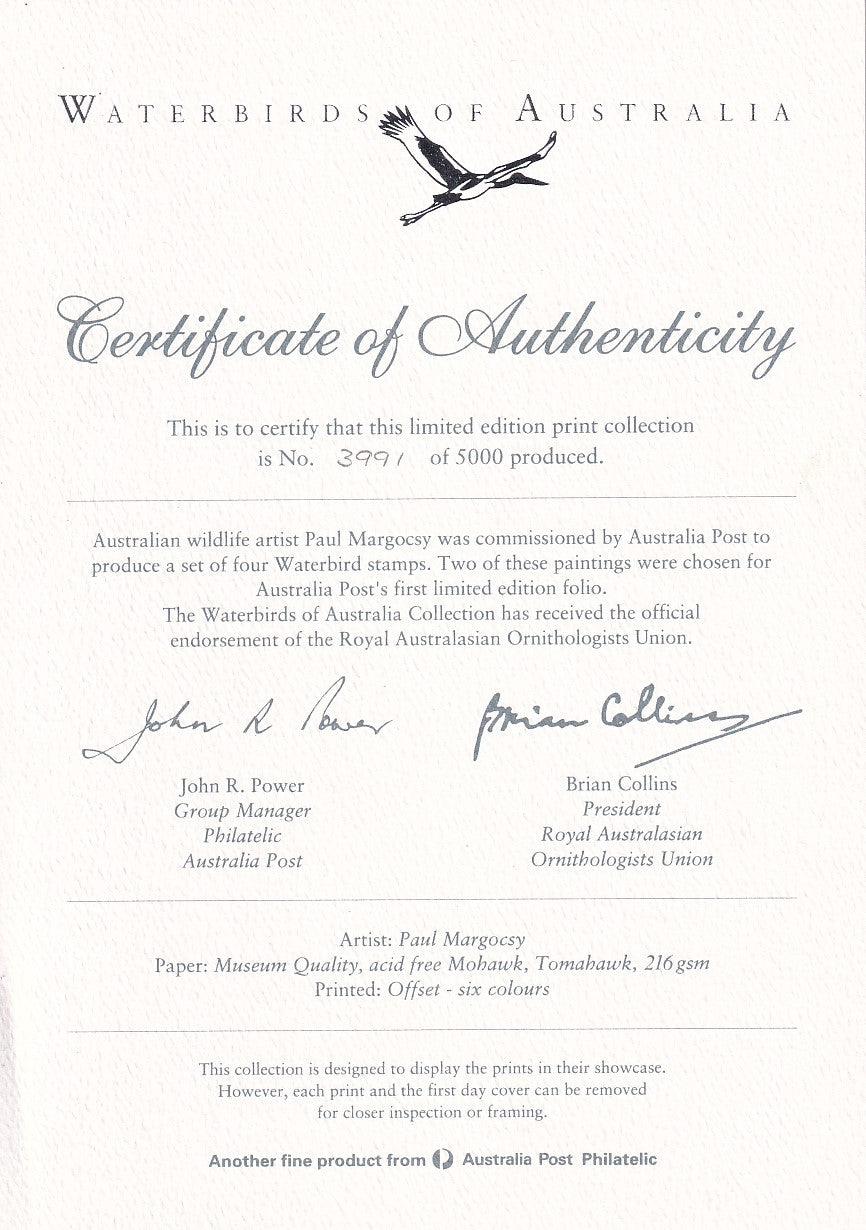 WATERBIRDS OF AUSTRALIA
Certificate of Authenticity
This is to certify that this limited edition print collection
is No. 3991 of 5000 produced.
Australian wildlife artist Paul Margocsy was commissioned by Australia Post to
produce a set of four Waterbird stamps. Two of these paintings were chosen for
Australia Post's first limited edition folio.
The Waterbirds of Australia Collection has received the official
endorsement of the Royal Australasian Ornithologists Union.
John R Power
Brian Collins
John R. Power
Group Manager
Philatelic
Australia Post
Brian Collins
President
Royal Australasian
Ornithologists Union
Artist: Paul Margocsy
Paper: Museum Quality, acid free Mohawk, Tomahawk, 216gsm
Printed: Offset - six colours
This collection is designed to display the prints in their showcase.
However, each print and the first day cover can be removed
for closer inspection or framing.
Another fine product from Australia Post Philatelic